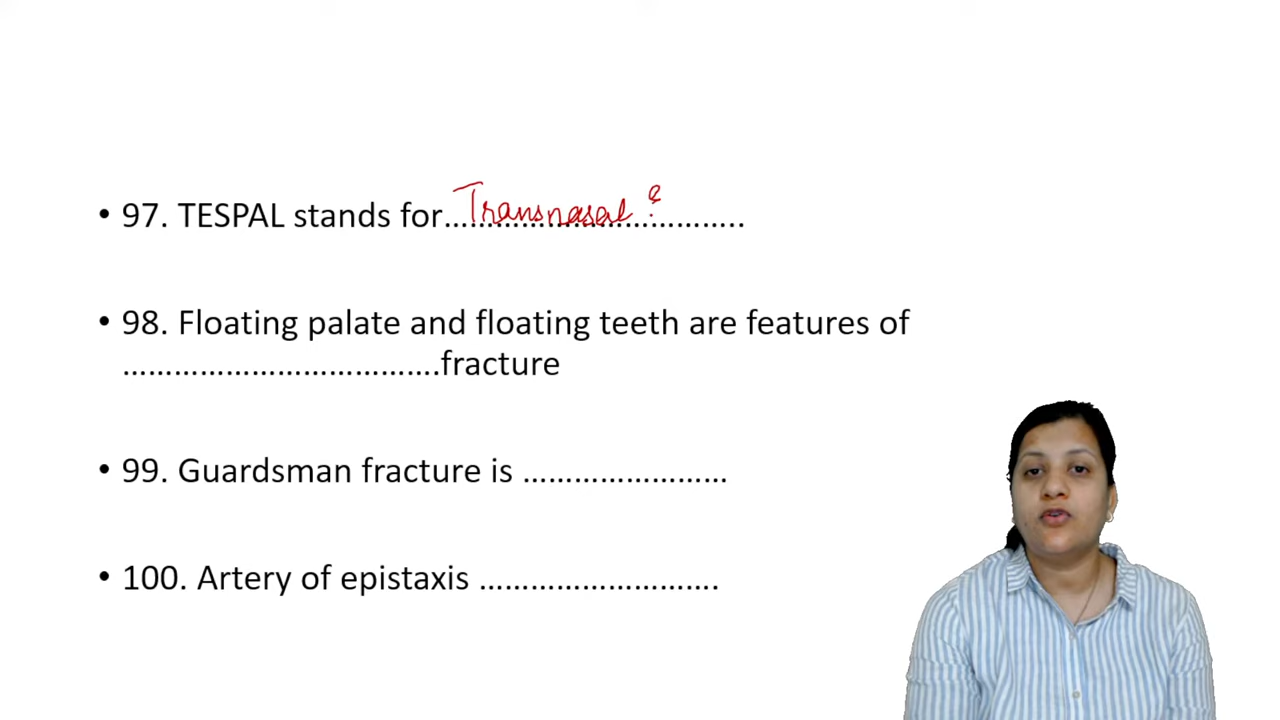 • 97. TESPAL stands for.................................. Transnasal
• 98. Floating palate and floating teeth are features of
....................................fracture
• 99. Guardsman fracture is ........................
• 100. Artery of epistaxis ............................